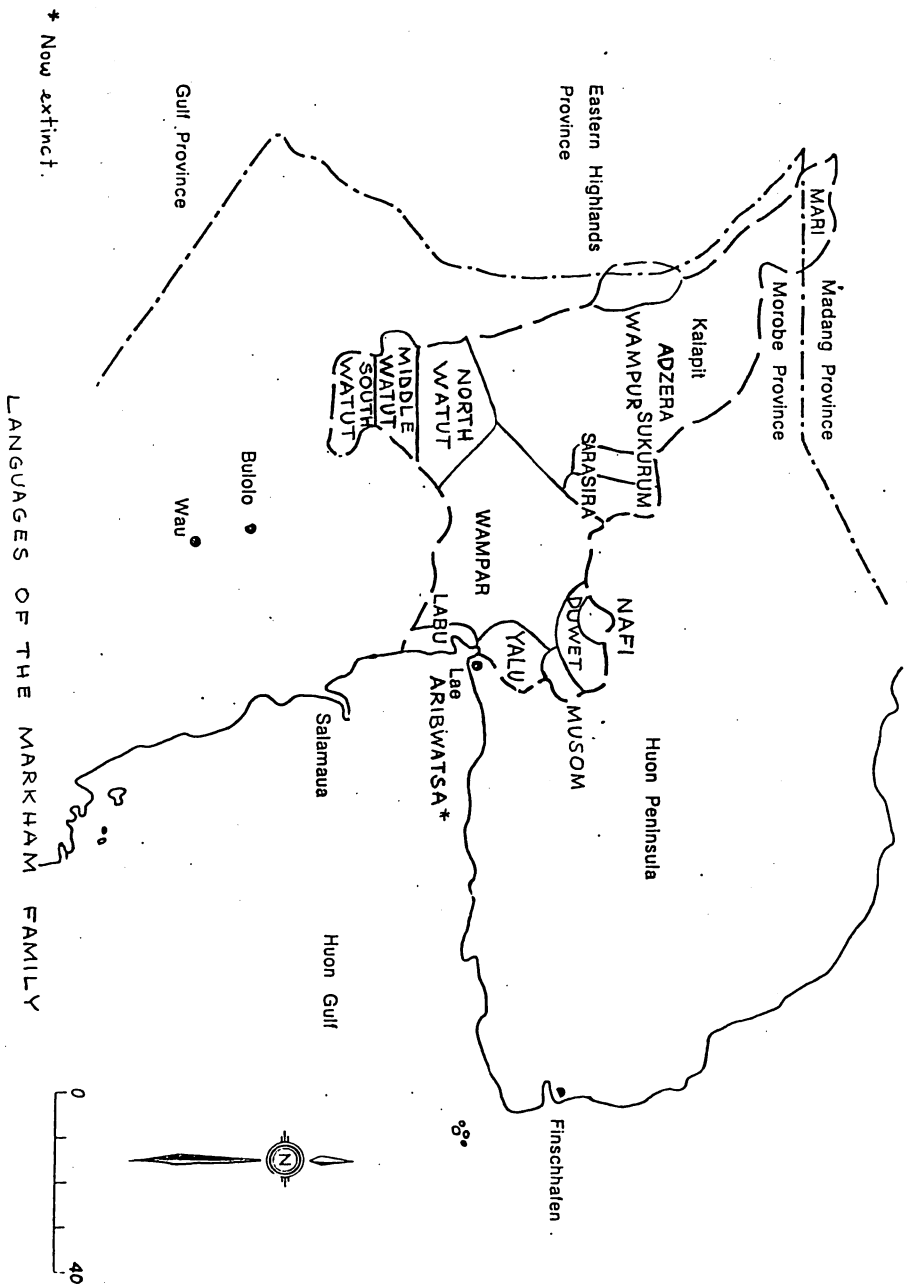 Madang Province
Morobe Province
MARI
Kaiapit
ADZERA
SUKURUM
WAMPUR
SARASIRA
Eastern Highlands
Province
NAFI
DUWET
MUSOM
YALU
Huon Peninsula
Finschhafen
NORTH
WATUT
WAMPAR
MIDDLE
WATUT
SOUTH
WATUT
LABU
Lae
ARIBWATSA*
Salamaua
Huon Gulf
Bulolo
Wau
Gulf Province
N
0
40
* Now extinct.
LANGUAGES OF THE MARKHAM FAMILY